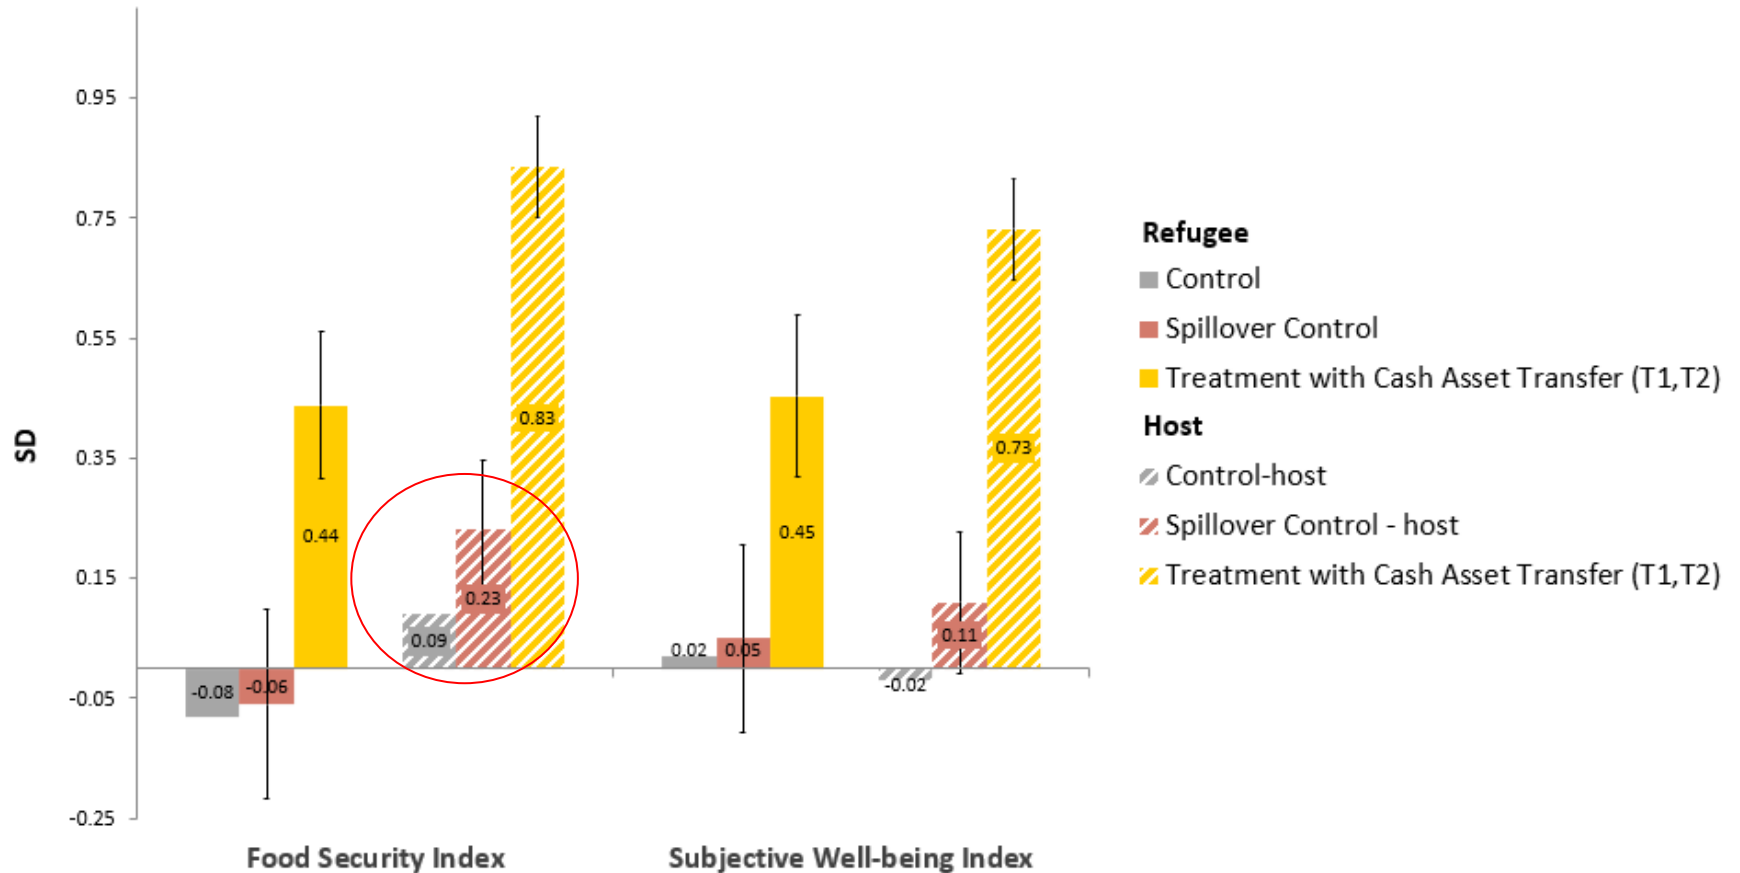 0.95
0.75
0.55
0.35
0.15
-0.05
-0.25
SD
-0.08
-0.06
0.44
0.09
0.23
0.83
0.02
0.05
0.45
-0.02
0.11
0.73
Food Security Index
Subjective Well-being Index
Refugee
Control
Spillover Control
Treatment with Cash Asset Transfer (T1,T2)
Host
Control-host
Spillover Control - host
Treatment with Cash Asset Transfer (T1,T2)